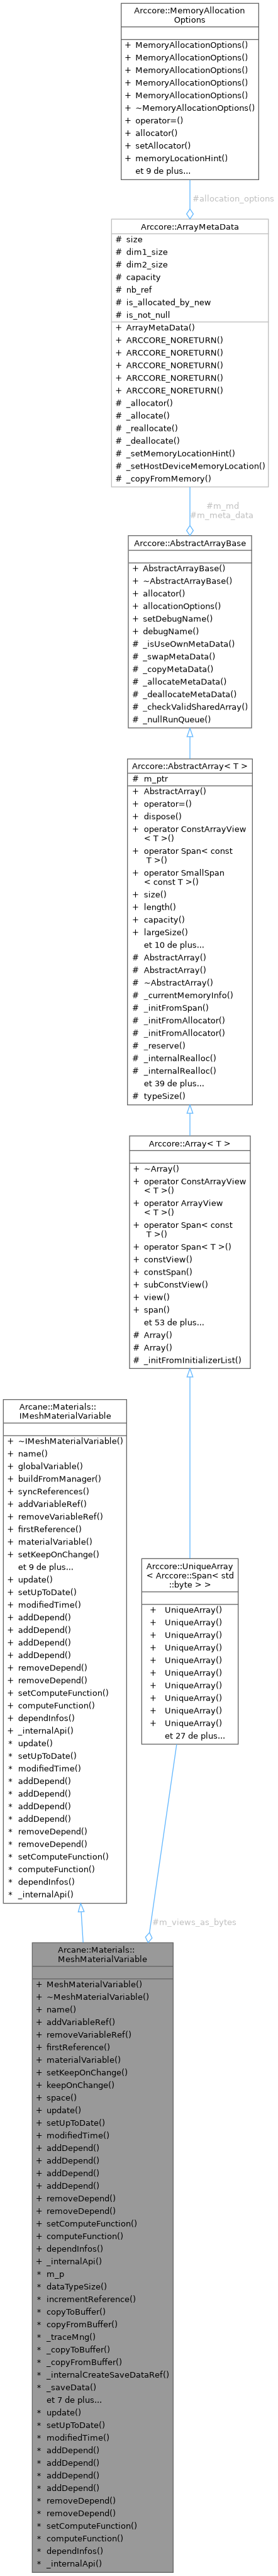 Arccore::MemoryAllocation
Options
+ MemoryAllocationOptions()
+ MemoryAllocationOptions()
+ MemoryAllocationOptions()
+ MemoryAllocationOptions()
+ MemoryAllocationOptions()
+ ~MemoryAllocationOptions()
+ operator=()
+ allocator()
+ setAllocator()
+ memoryLocationHint()
et 9 de plus...
#allocation_options
Arccore::ArrayMetaData
# size
# dim1_size
# dim2_size
# capacity
# nb_ref
# is_allocated_by_new
# is_not_null
+ ArrayMetaData()
+ ARCCORE_NORETURN()
+ ARCCORE_NORETURN()
+ ARCCORE_NORETURN()
+ ARCCORE_NORETURN()
+ ARCCORE_NORETURN()
# _allocator()
# _allocate()
# _reallocate()
# _deallocate()
# _setMemoryLocationHint()
# _setHostDeviceMemoryLocation()
# _copyFromMemory()
#m_md
#m_meta_data
Arccore::AbstractArrayBase
+ AbstractArrayBase()
+ ~AbstractArrayBase()
+ allocator()
+ allocationOptions()
+ setDebugName()
+ debugName()
# _isUseOwnMetaData()
# _swapMetaData()
# _copyMetaData()
# _allocateMetaData()
# _deallocateMetaData()
# _checkValidSharedArray()
# _nullRunQueue()
Arccore::AbstractArray< T >
# m_ptr
+ AbstractArray()
+ operator=()
+ dispose()
+ operator ConstArrayView
< T >()
+ operator Span< const
T >()
+ operator SmallSpan
< const T >()
+ size()
+ length()
+ capacity()
+ largeSize()
et 10 de plus...
# AbstractArray()
# AbstractArray()
# ~AbstractArray()
# _currentMemoryInfo()
# _initFromSpan()
# _initFromAllocator()
# _initFromAllocator()
# _reserve()
# _internalRealloc()
# _internalRealloc()
et 39 de plus...
# typeSize()
Arccore::Array< T >
+ ~Array()
+ operator ConstArrayView
< T >()
+ operator ArrayView
< T >()
+ operator Span< const
T >()
+ operator Span< T >()
+ constView()
+ constSpan()
+ subConstView()
+ view()
+ span()
et 53 de plus...
# Array()
# Array()
# _initFromInitializerList()
Arcane::Materials::
IMeshMaterialVariable
+ ~IMeshMaterialVariable()
+ name()
+ globalVariable()
+ buildFromManager()
+ syncReferences()
+ addVariableRef()
+ removeVariableRef()
+ firstReference()
+ materialVariable()
+ setKeepOnChange()
et 9 de plus...
+ update()
+ setUpToDate()
+ modifiedTime()
+ addDepend()
+ addDepend()
+ addDepend()
+ addDepend()
+ removeDepend()
+ removeDepend()
+ setComputeFunction()
+ computeFunction()
+ dependInfos()
+ _internalApi()
* update()
* setUpToDate()
* modifiedTime()
* addDepend()
* addDepend()
* addDepend()
* addDepend()
* removeDepend()
* removeDepend()
* setComputeFunction()
* computeFunction()
* dependInfos()
* _internalApi()
Arccore::UniqueArray
< Arccore::Span< std
::byte > >
+ UniqueArray()
+ UniqueArray()
+ UniqueArray()
+ UniqueArray()
+ UniqueArray()
+ UniqueArray()
+ UniqueArray()
+ UniqueArray()
+ UniqueArray()
+ UniqueArray()
et 27 de plus...
#m_views_as_bytes
Arcane::Materials::
MeshMaterialVariable
+ MeshMaterialVariable()
+ ~MeshMaterialVariable()
+ name()
+ addVariableRef()
+ removeVariableRef()
+ firstReference()
+ materialVariable()
+ setKeepOnChange()
+ keepOnChange()
+ space()
+ update()
+ setUpToDate()
+ modifiedTime()
+ addDepend()
+ addDepend()
+ addDepend()
+ addDepend()
+ removeDepend()
+ removeDepend()
+ setComputeFunction()
+ computeFunction()
+ dependInfos()
+ _internalApi()
* m_p
* dataTypeSize()
* incrementReference()
* copyToBuffer()
* copyFromBuffer()
* _traceMng()
* _copyToBuffer()
* _copyFromBuffer()
* _internalCreateSaveDataRef()
* _saveData()
et 7 de plus...
* update()
* setUpToDate()
* modifiedTime()
* addDepend()
* addDepend()
* addDepend()
* addDepend()
* removeDepend()
* removeDepend()
* setComputeFunction()
* computeFunction()
* dependInfos()
* _internalApi()